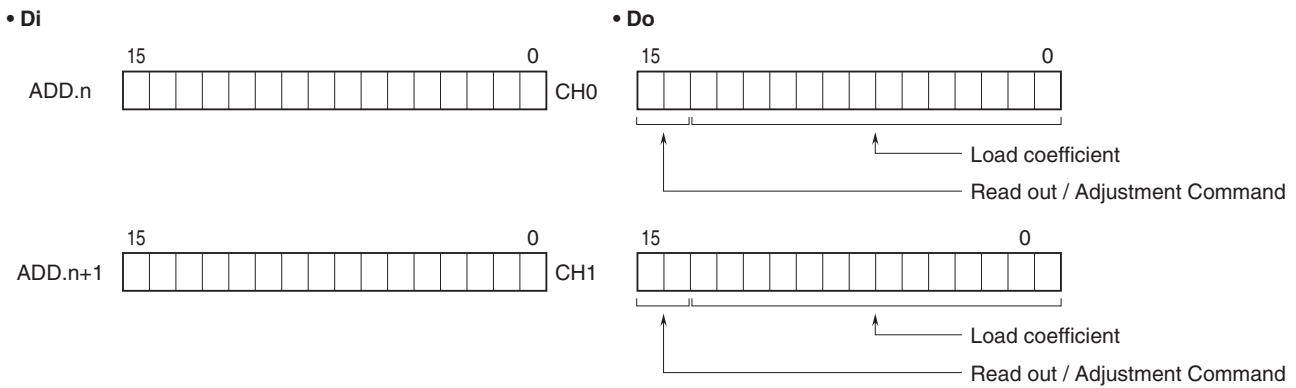 • Di
• Do
15 0
15 0
ADD.n CH0
Load coefficient
Read out / Adjustment Command
15 0
15 0
ADD.n+1 CH1
Load coefficient
Read out / Adjustment Command